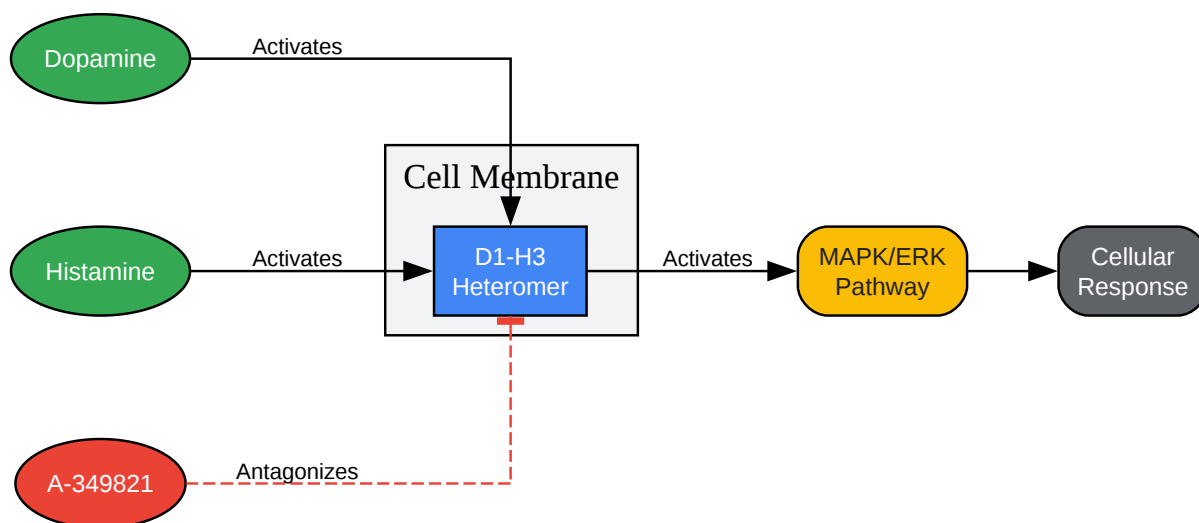 Dopamine
Activates
Cell Membrane
Histamine
Activates
D1-H3
Heteromer
Activates
MAPK/ERK
Pathway
Cellular
Response
A-349821
Antagonizes